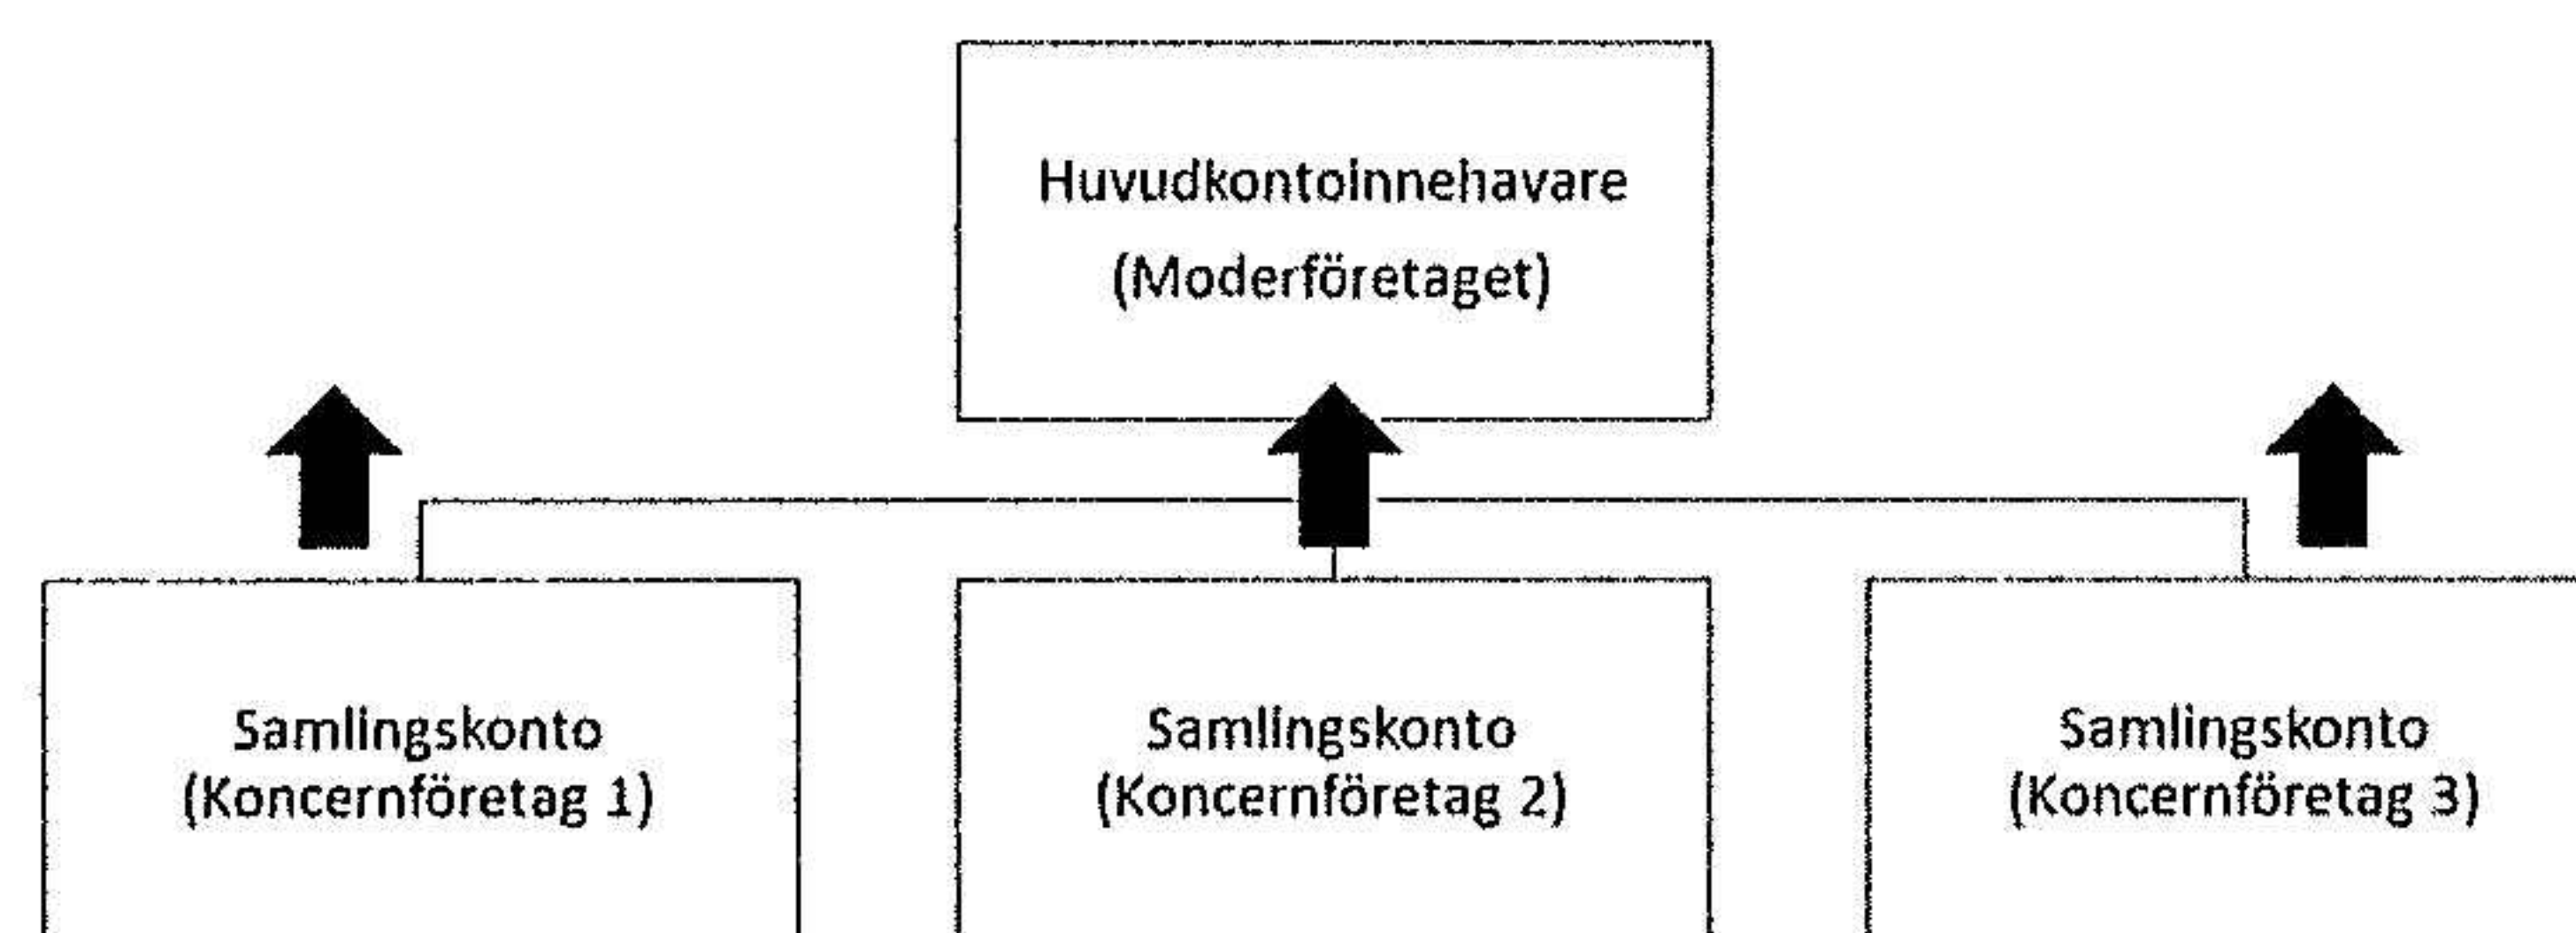 Huvudkontoinnehavare
(Moderföretaget)
Samlingskonto
(Koncernföretag 1)
Samlingskonto
(Koncernföretag 2)
Samlingskonto
(Koncernföretag 3)